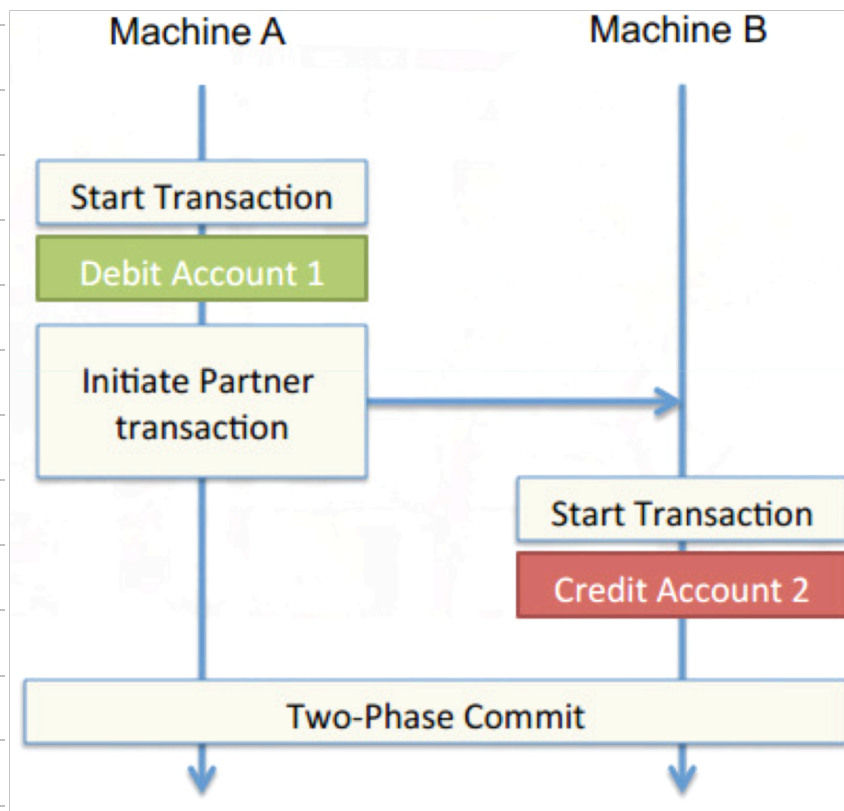 Machine A
Machine B
Start Transaction
Debit Account 1
Initiate Partner
transaction
Start Transaction
Credit Account 2
Two-Phase Commit